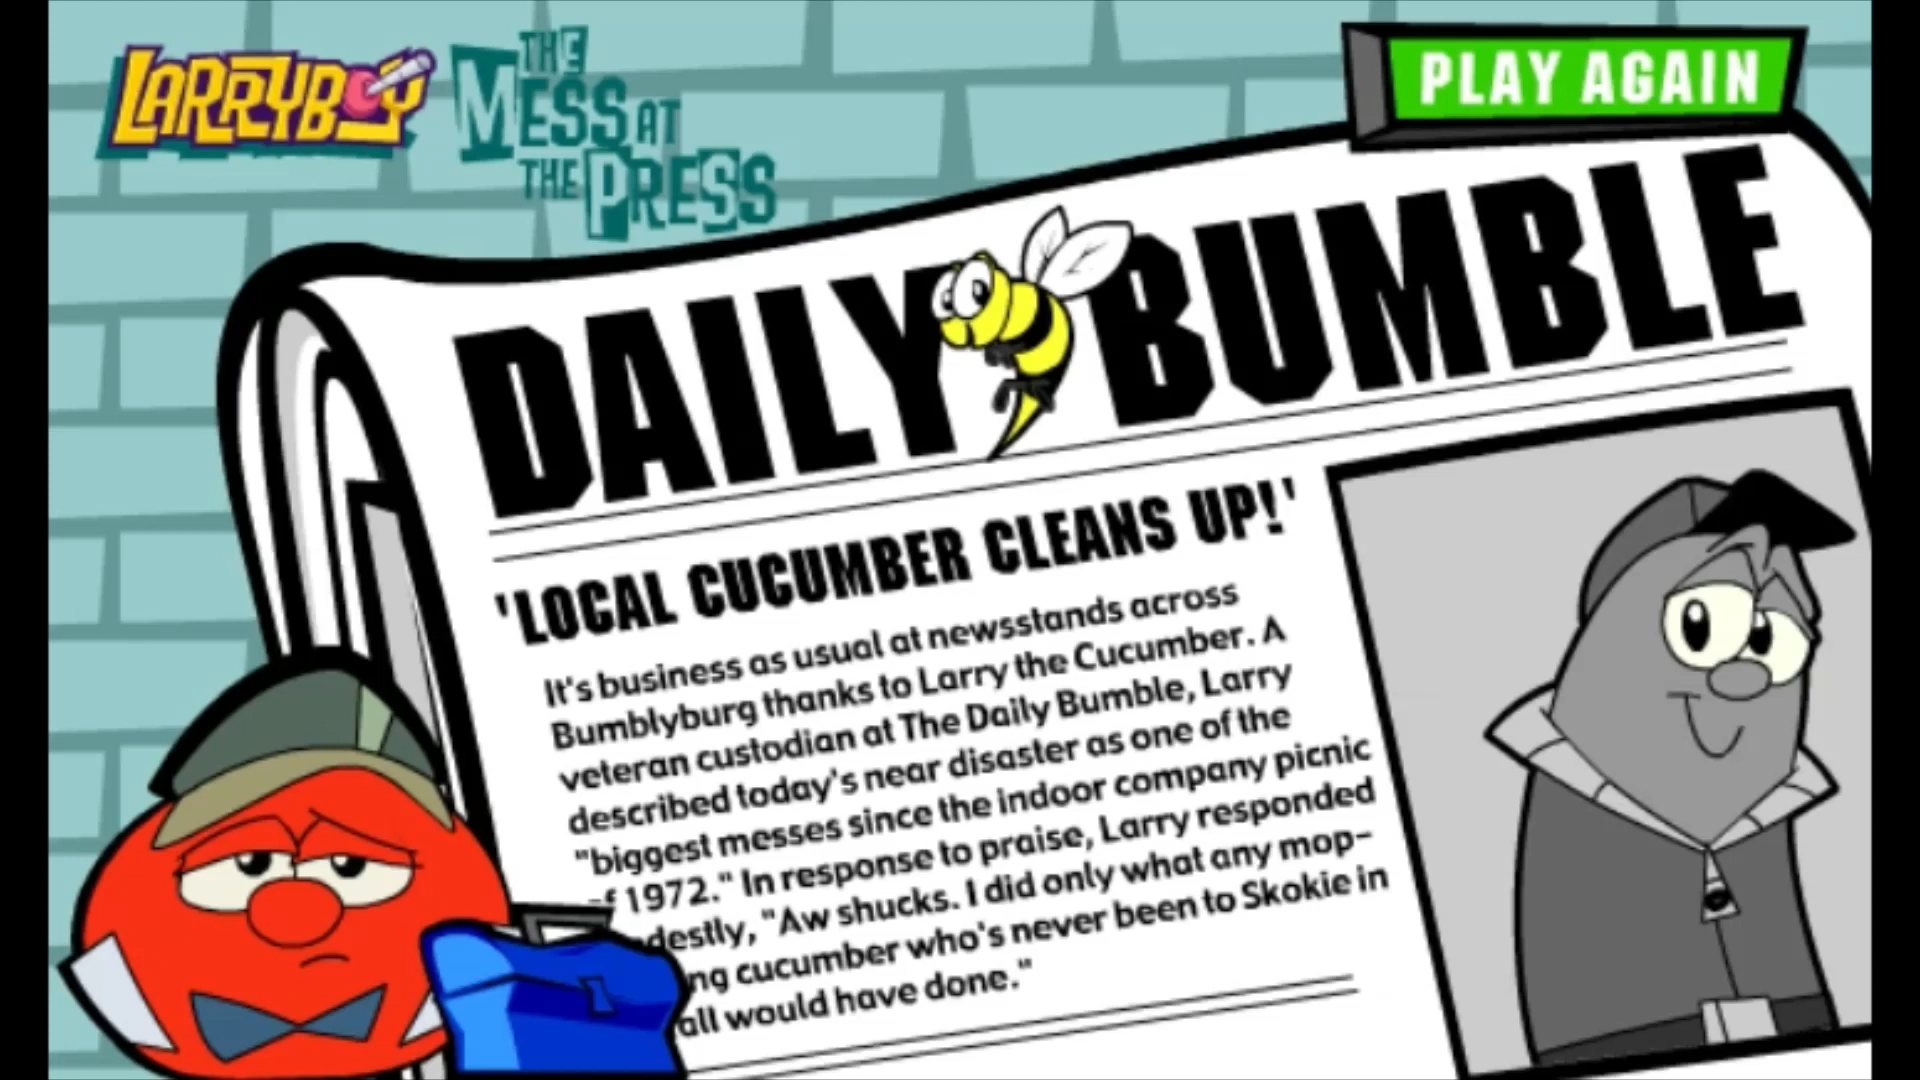 LARRYBOY
THE
MESS AT
THE PRESS
PLAY AGAIN
DAILY BUMBLE
'LOCAL CUCUMBER CLEANS UP!'
It's business as usual at newsstands across
Bumblyburg thanks to Larry the Cucumber. A
veteran custodian at The Daily Bumble, Larry
described today's near disaster as one of the
"biggest messes since the indoor company picnic
1972." In response to praise, Larry responded
"Aw shucks. I did only what any mop-
cucumber who's never been to Skokie in
would have done."